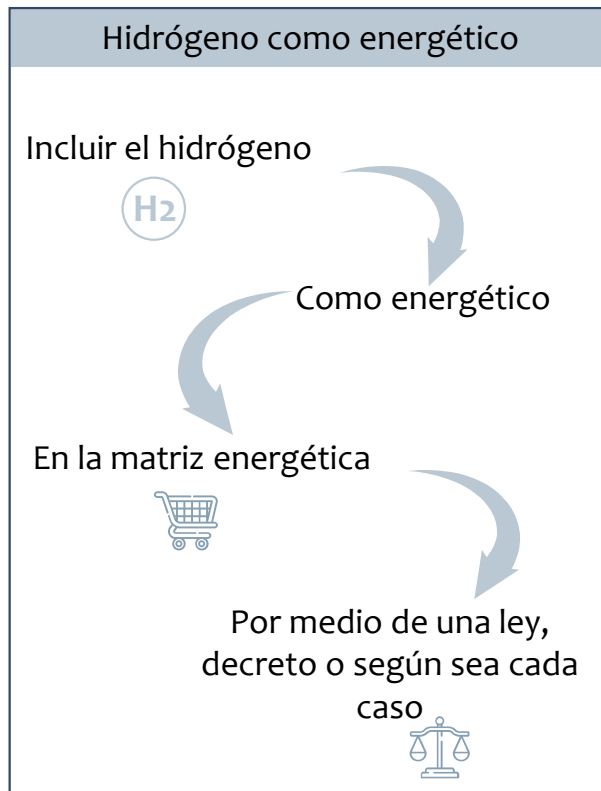 Hidrógeno como energético
Incluir el hidrógeno
H2
Como energético
En la matriz energética
Por medio de una ley,
decreto o según sea cada
caso